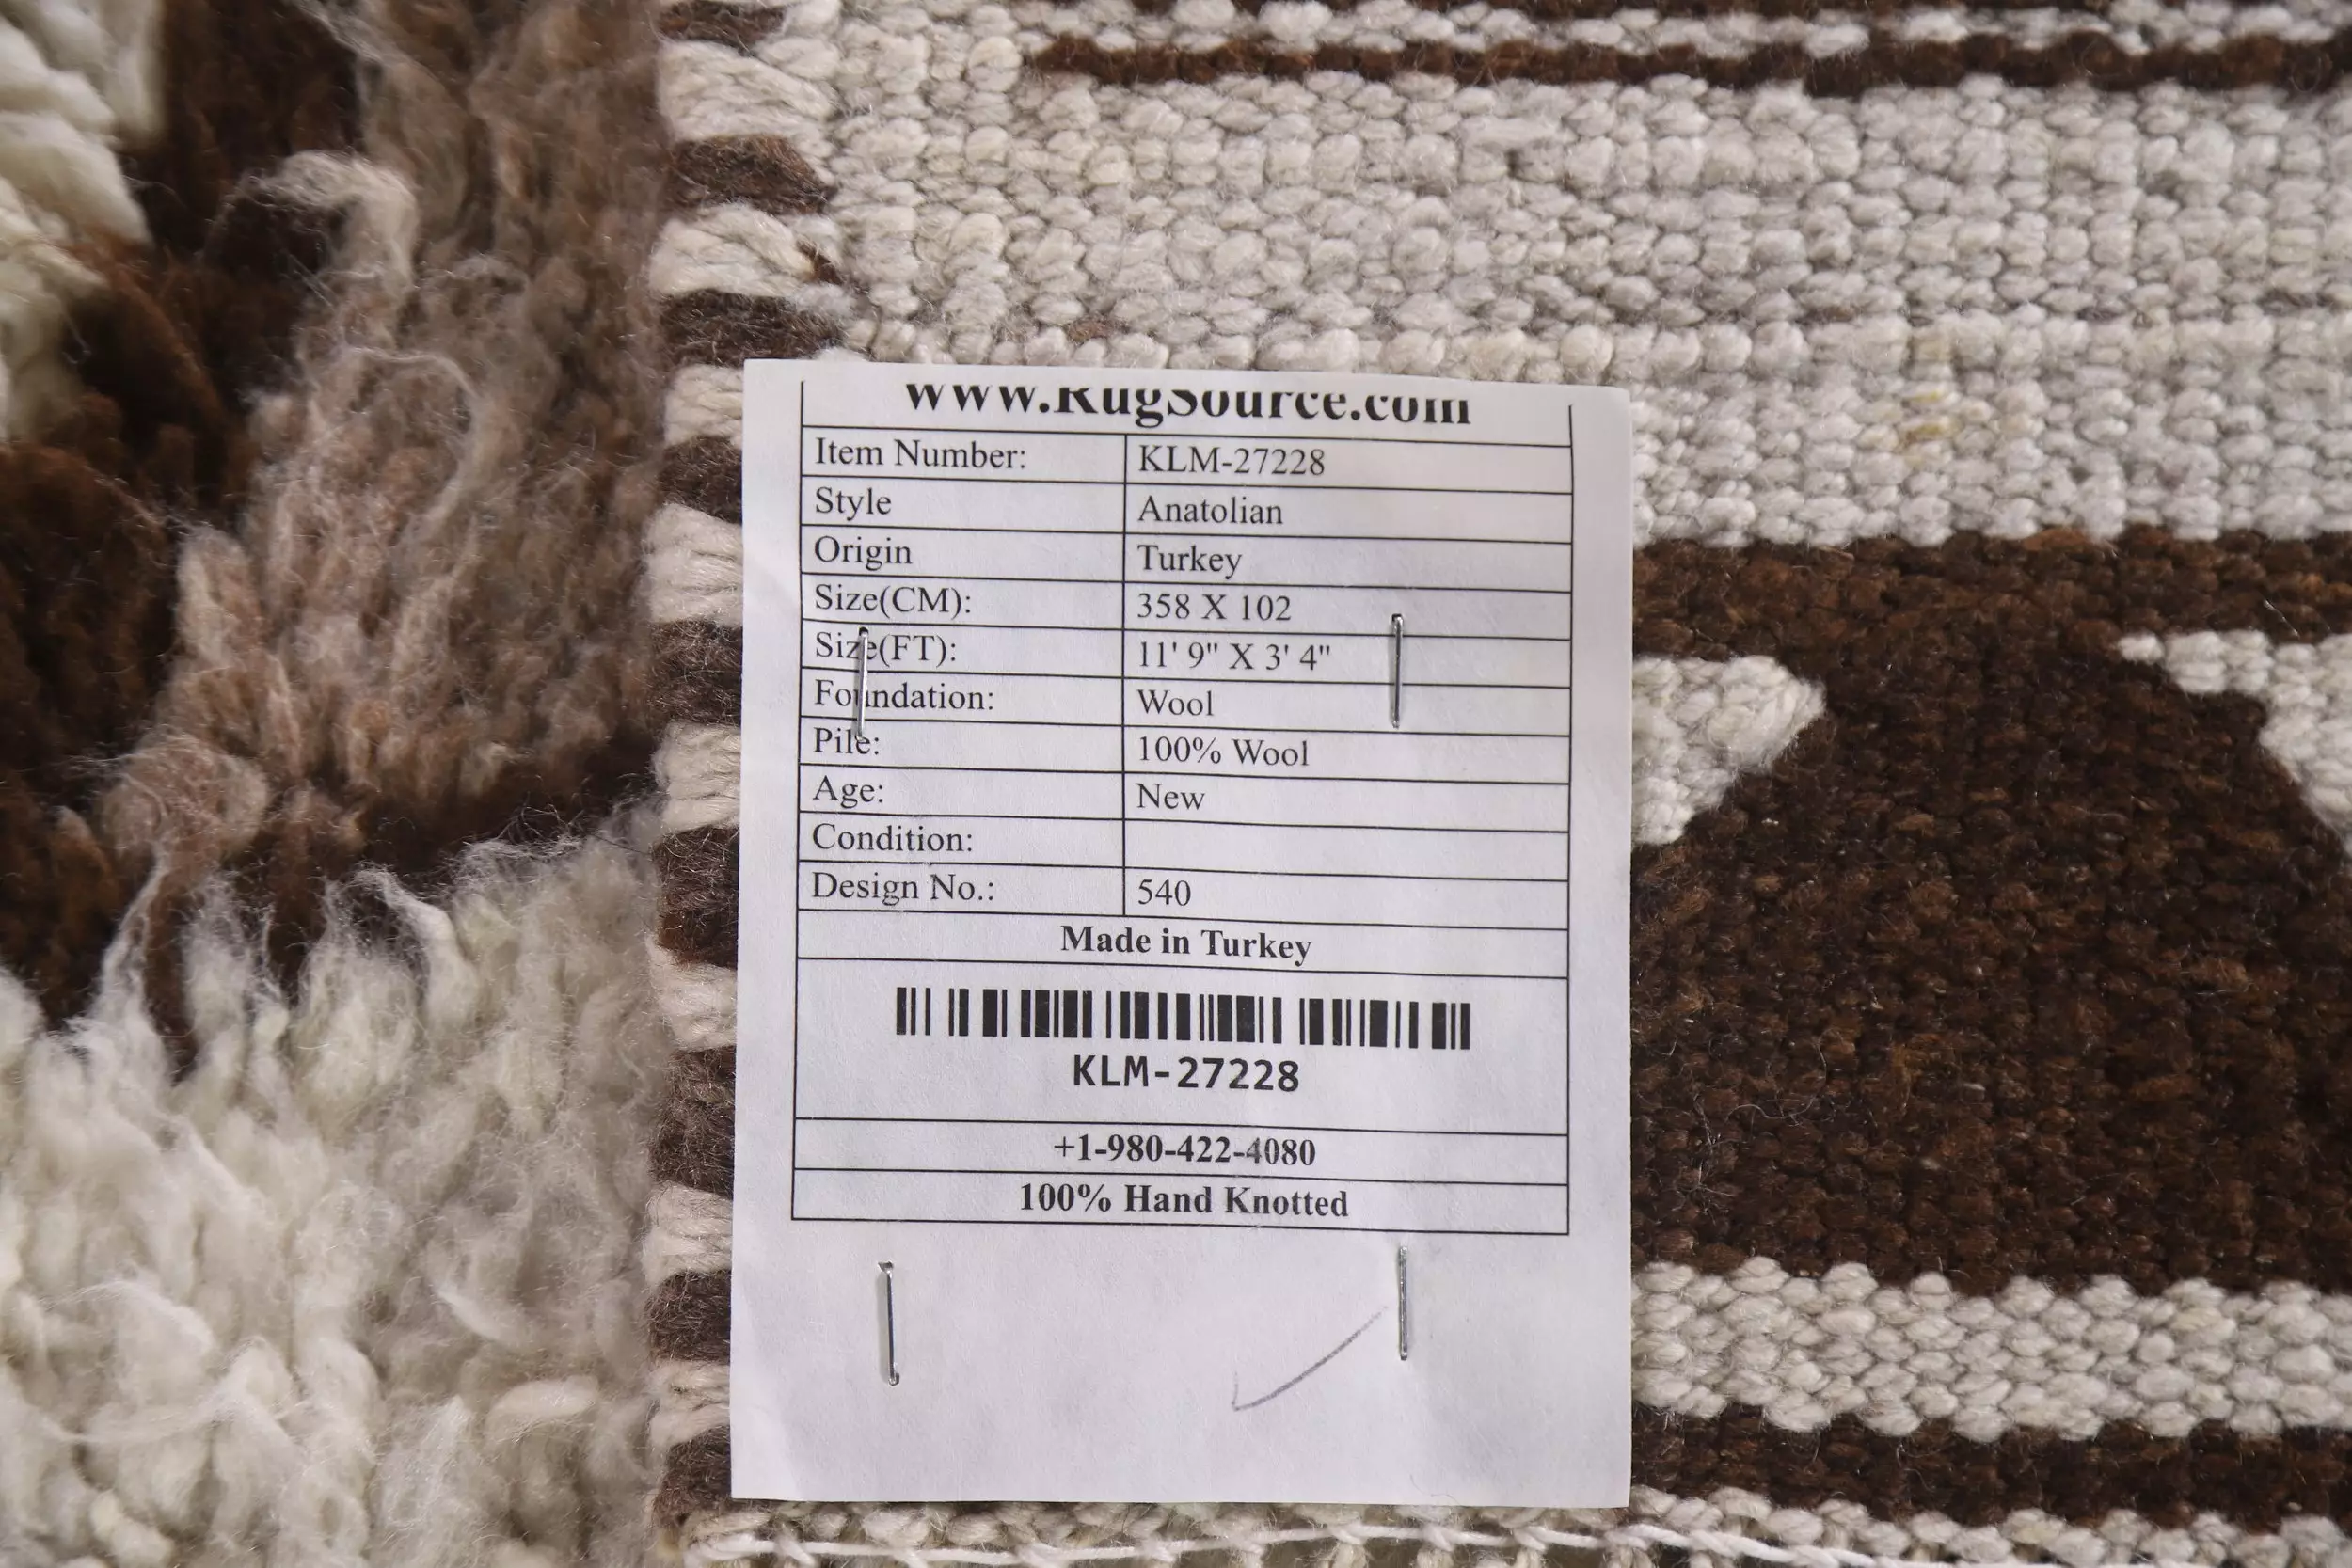 www.RugSource.com
Item Number: KLM-27228
Style Anatolian
Origin Turkey
Size(CM): 358 X 102
Size(FT): 11' 9" X 3' 4"
Foundation: Wool
Pile: 100% Wool
Age: New
Condition:
Design No.: 540
Made in Turkey
KLM-27228
+1-980-422-4080
100% Hand Knotted